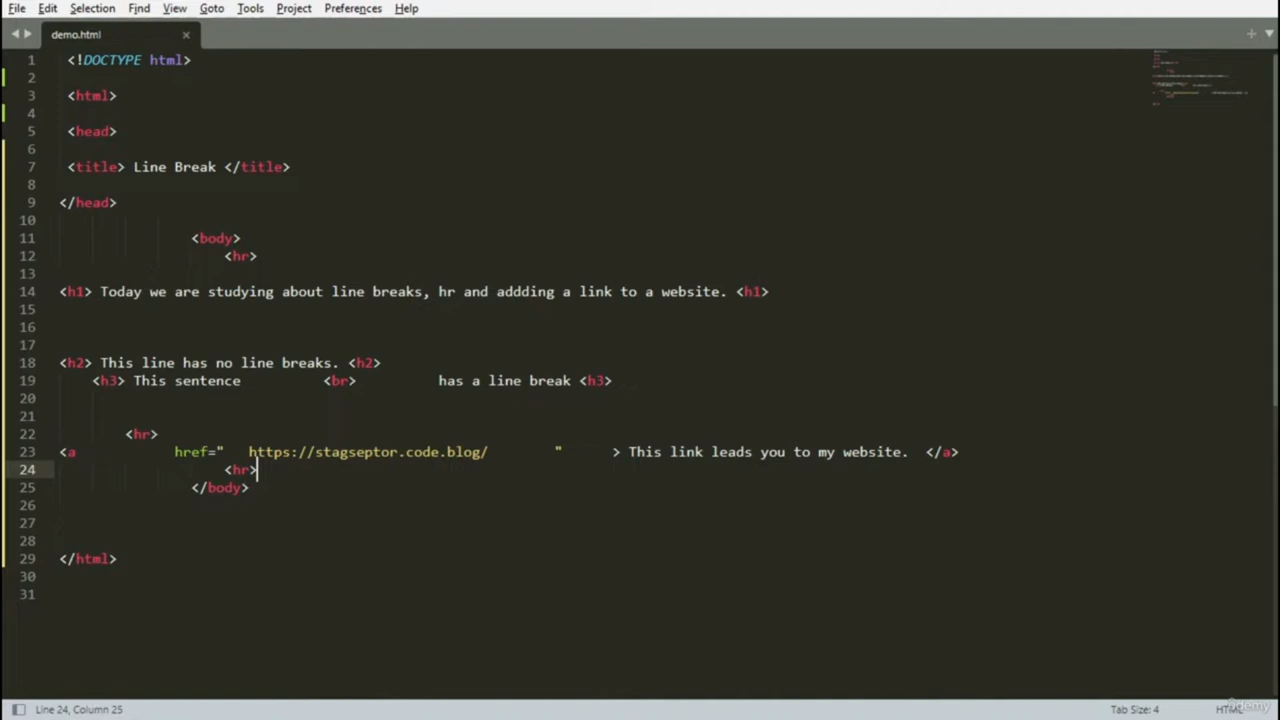 File Edit Selection Find View Goto Tools Project Preferences Help
demo.html
1 <!DOCTYPE html>
2
3 <html>
4
5 <head>
6
7 <title> Line Break </title>
8
9 </head>
10
11 <body>
12 <hr>
13
14 <h1> Today we are studying about line breaks, hr and addding a link to a website. <h1>
15
16
17
18 <h2> This line has no line breaks. <h2>
19 <h3> This sentence <br> has a line break <h3>
20
21
22 <hr>
23 <a href=" https://stagseptor.code.blog/ " > This link leads you to my website. </a>
24 <hr>
25 </body>
26
27
28
29 </html>
30
31
Line 24, Column 25 Tab Size: 4 HTML
Udemy